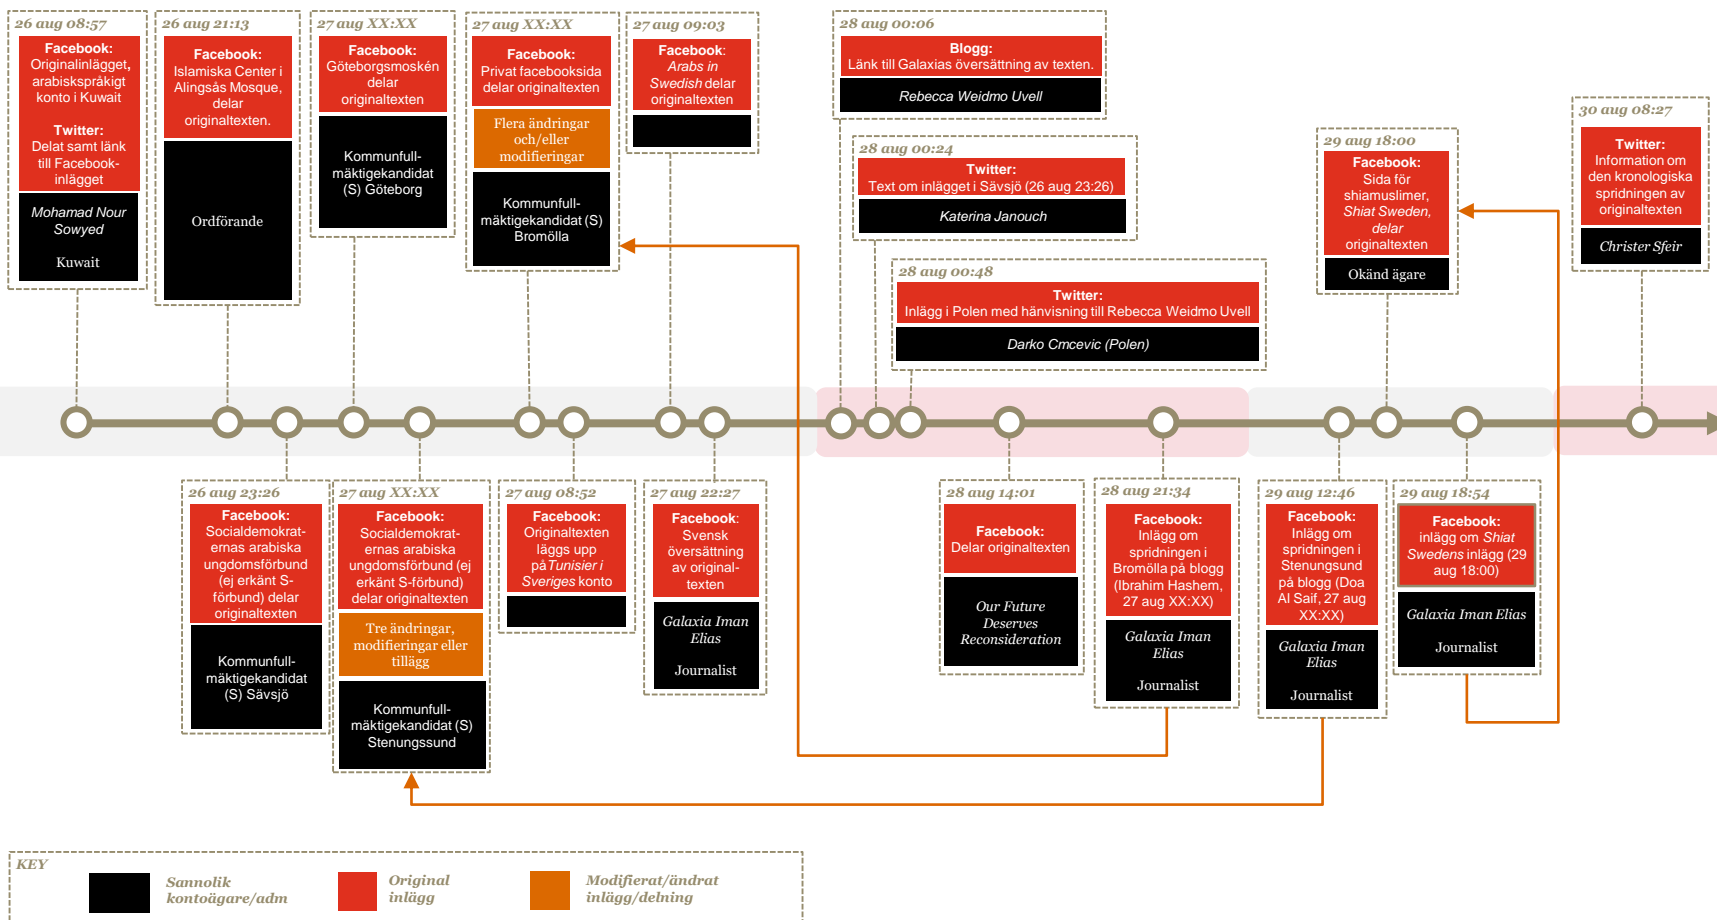 26 aug 08:57
Facebook:
Originalinlägget,
arabiskspråkigt
konto i Kuwait
Twitter:
Delat samt länk
till Facebook-
inlägget
Mohamad Nour
Sowyed
Kuwait
26 aug 21:13
Facebook:
Islamiska Center i
Alingsås Mosque,
delar
originaltexten.
Ordförande
27 aug XX:XX
Facebook:
Göteborgsmoskén
delar
originaltexten
Kommunfull-
mäktigekandidat
(S) Göteborg
27 aug XX:XX
Facebook:
Privat facebooksida
delar originaltexten
Flera ändringar
och/eller
modifieringar
Kommunfull-
mäktigekandidat (S)
Bromölla
27 aug 09:03
Facebook:
Arabs in
Swedish delar
originaltexten
28 aug 00:06
Blogg:
Länk till Galaxias översättning av texten.
Rebecca Weidmo Uvell
28 aug 00:24
Twitter:
Text om inlägget i Sävsjö (26 aug 23:26)
Katerina Janouch
28 aug 00:48
Twitter:
Inlägg i Polen med hänvisning till Rebecca Weidmo Uvell
Darko Cmcevic (Polen)
29 aug 18:00
Facebook:
Sida för
shiamuslimer,
Shiat Sweden,
delar
originaltexten
Okänd ägare
30 aug 08:27
Twitter:
Information om
den kronologiska
spridningen av
originaltexten
Christer Sfeir
26 aug 23:26
Facebook:
Socialdemokrat-
ernas arabiska
ungdomsförbund
(ej erkänt S-
förbund) delar
originaltexten
Kommunfull-
mäktigekandidat
(S) Sävsjö
27 aug XX:XX
Facebook:
Socialdemokrat-
ernas arabiska
ungdomsförbund (ej
erkänt S-förbund)
delar originaltexten
Tre ändringar,
modifieringar eller
tillägg
Kommunfull-
mäktigekandidat (S)
Stenungssund
27 aug 08:52
Facebook:
Originaltexten
läggs upp
på Tunisier i
Sveriges konto
27 aug 22:27
Facebook:
Svensk
översättning
av original-
texten
Galaxia Iman
Elias
Journalist
28 aug 14:01
Facebook:
Delar originaltexten
Our Future
Deserves
Reconsideration
28 aug 21:34
Facebook:
Inlägg om
spridningen i
Bromölla på blogg
(Ibrahim Hashem,
27 aug XX:XX)
Galaxia Iman
Elias
Journalist
29 aug 12:46
Facebook:
Inlägg om
spridningen i
Stenungsund
på blogg (Doa
Al Saif, 27 aug
XX:XX)
Galaxia Iman
Elias
Journalist
29 aug 18:54
Facebook:
inlägg om Shiat
Swedens inlägg (29
aug 18:00)
Galaxia Iman Elias
Journalist
KEY
Sannolik
kontoägare/adm
Original
inlägg
Modifierat/ändrat
inlägg/delning